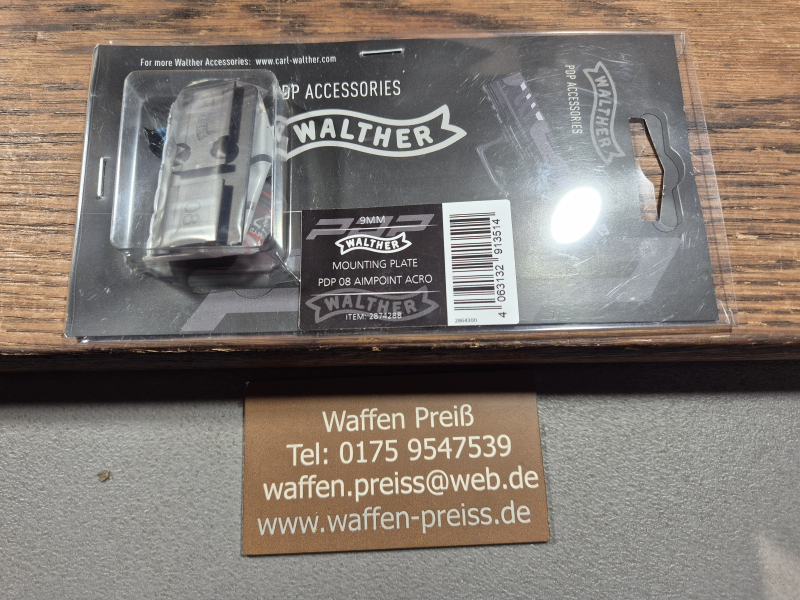 For more Walther Accessories: www.carl-walther.com
PDP ACCESSORIES
WALTHER
WALTHER
PDP ACCESSORIES
08
9MM
PDP
WALTHER
MOUNTING PLATE
PDP 08 AIMPOINT ACRO
WALTHER
ITEM: 2874288
2864300
4 063132 913514
Waffen Preiß
Tel: 0175 9547539
waffen.preiss@web.de
www.waffen-preiss.de